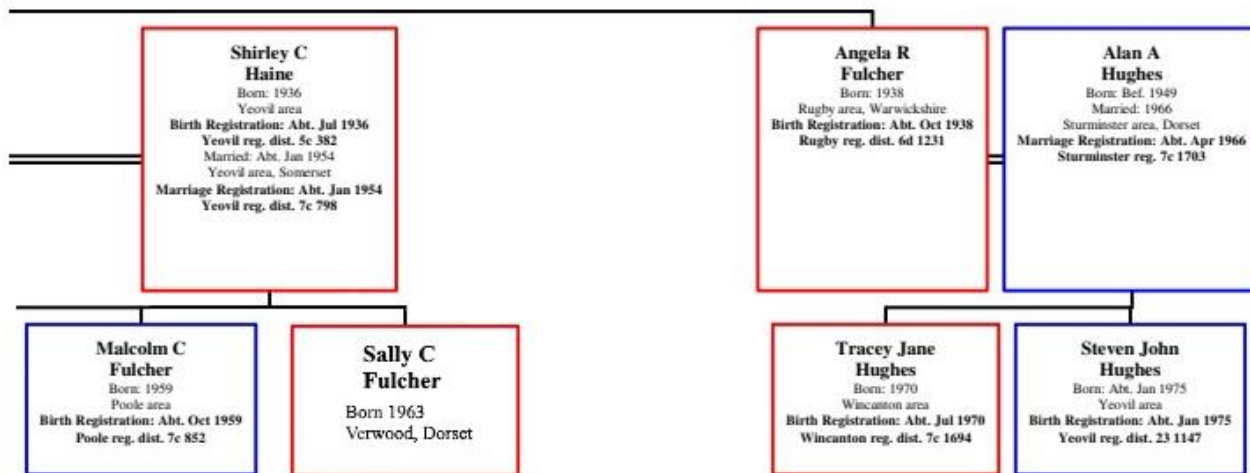 Shirley C
Haine
Born: 1936
Yeovil area
Birth Registration: Abt. Jul 1936
Yeovil reg. dist. 5c 382
Married: Abt. Jan 1954
Yeovil area, Somerset
Marriage Registration: Abt. Jan 1954
Yeovil reg. dist. 7c 798
Angela R
Fulcher
Born: 1938
Rugby area, Warwickshire
Birth Registration: Abt. Oct 1938
Rugby reg. dist. 6d 1231
Alan A
Hughes
Born: Bef. 1949
Married: 1966
Sturminster area, Dorset
Marriage Registration: Abt. Apr 1966
Sturminster reg. 7c 1703
Malcolm C
Fulcher
Born: 1959
Poole area
Birth Registration: Abt. Oct 1959
Poole reg. dist. 7c 852
Sally C
Fulcher
Born 1963
Verwood, Dorset
Tracey Jane
Hughes
Born: 1970
Wincanton area
Birth Registration: Abt. Jul 1970
Wincanton reg. dist. 7c 1694
Steven John
Hughes
Born: Abt. Jan 1975
Yeovil area
Birth Registration: Abt. Jan 1975
Yeovil reg. dist. 23 1147